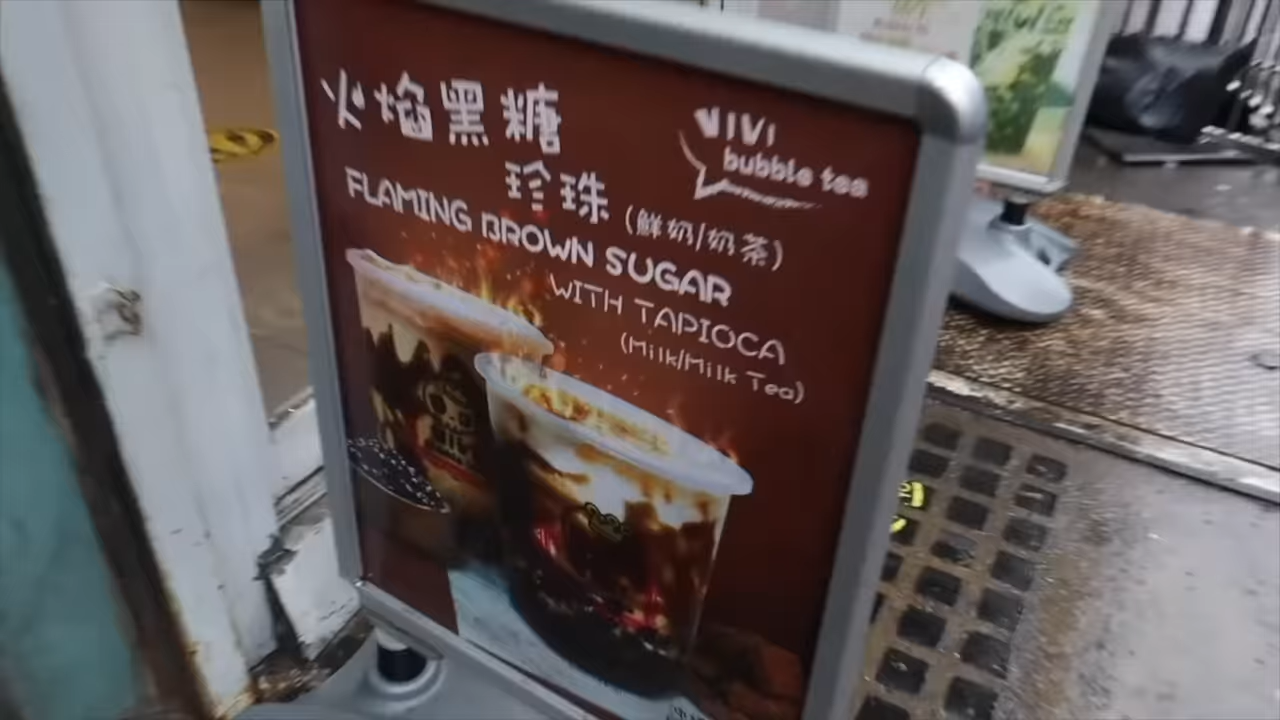 火焰黑糖
珍珠(鮮奶/奶茶)
FLAMING BROWN SUGAR
WITH TAPIOCA
(Milk/Milk Tea)
ViVi
bubble tea